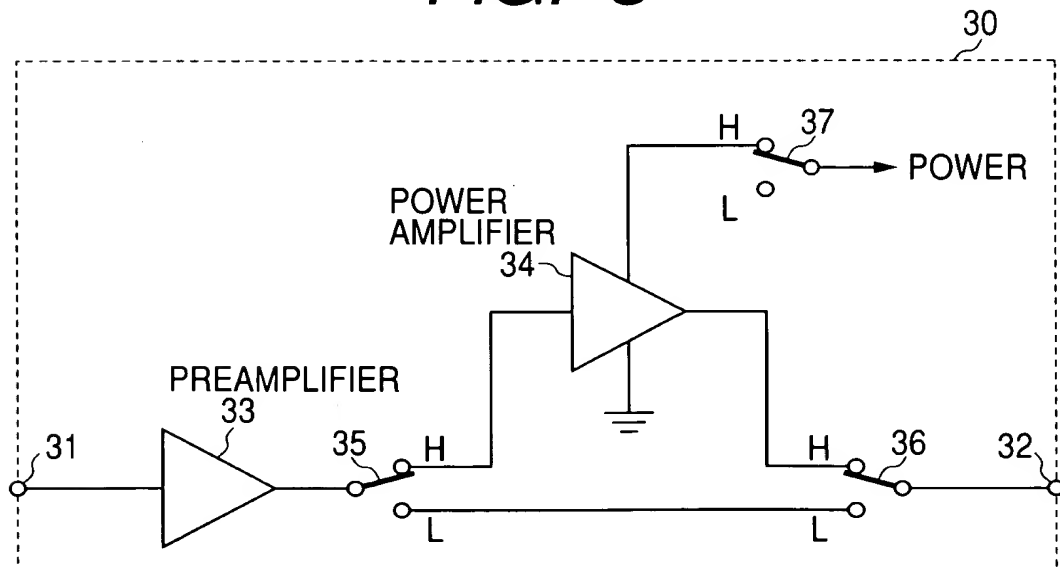 30
H
37
POWER
L
POWER
AMPLIFIER
34
PREAMPLIFIER
33
31
35
H
H
36
32
L
L